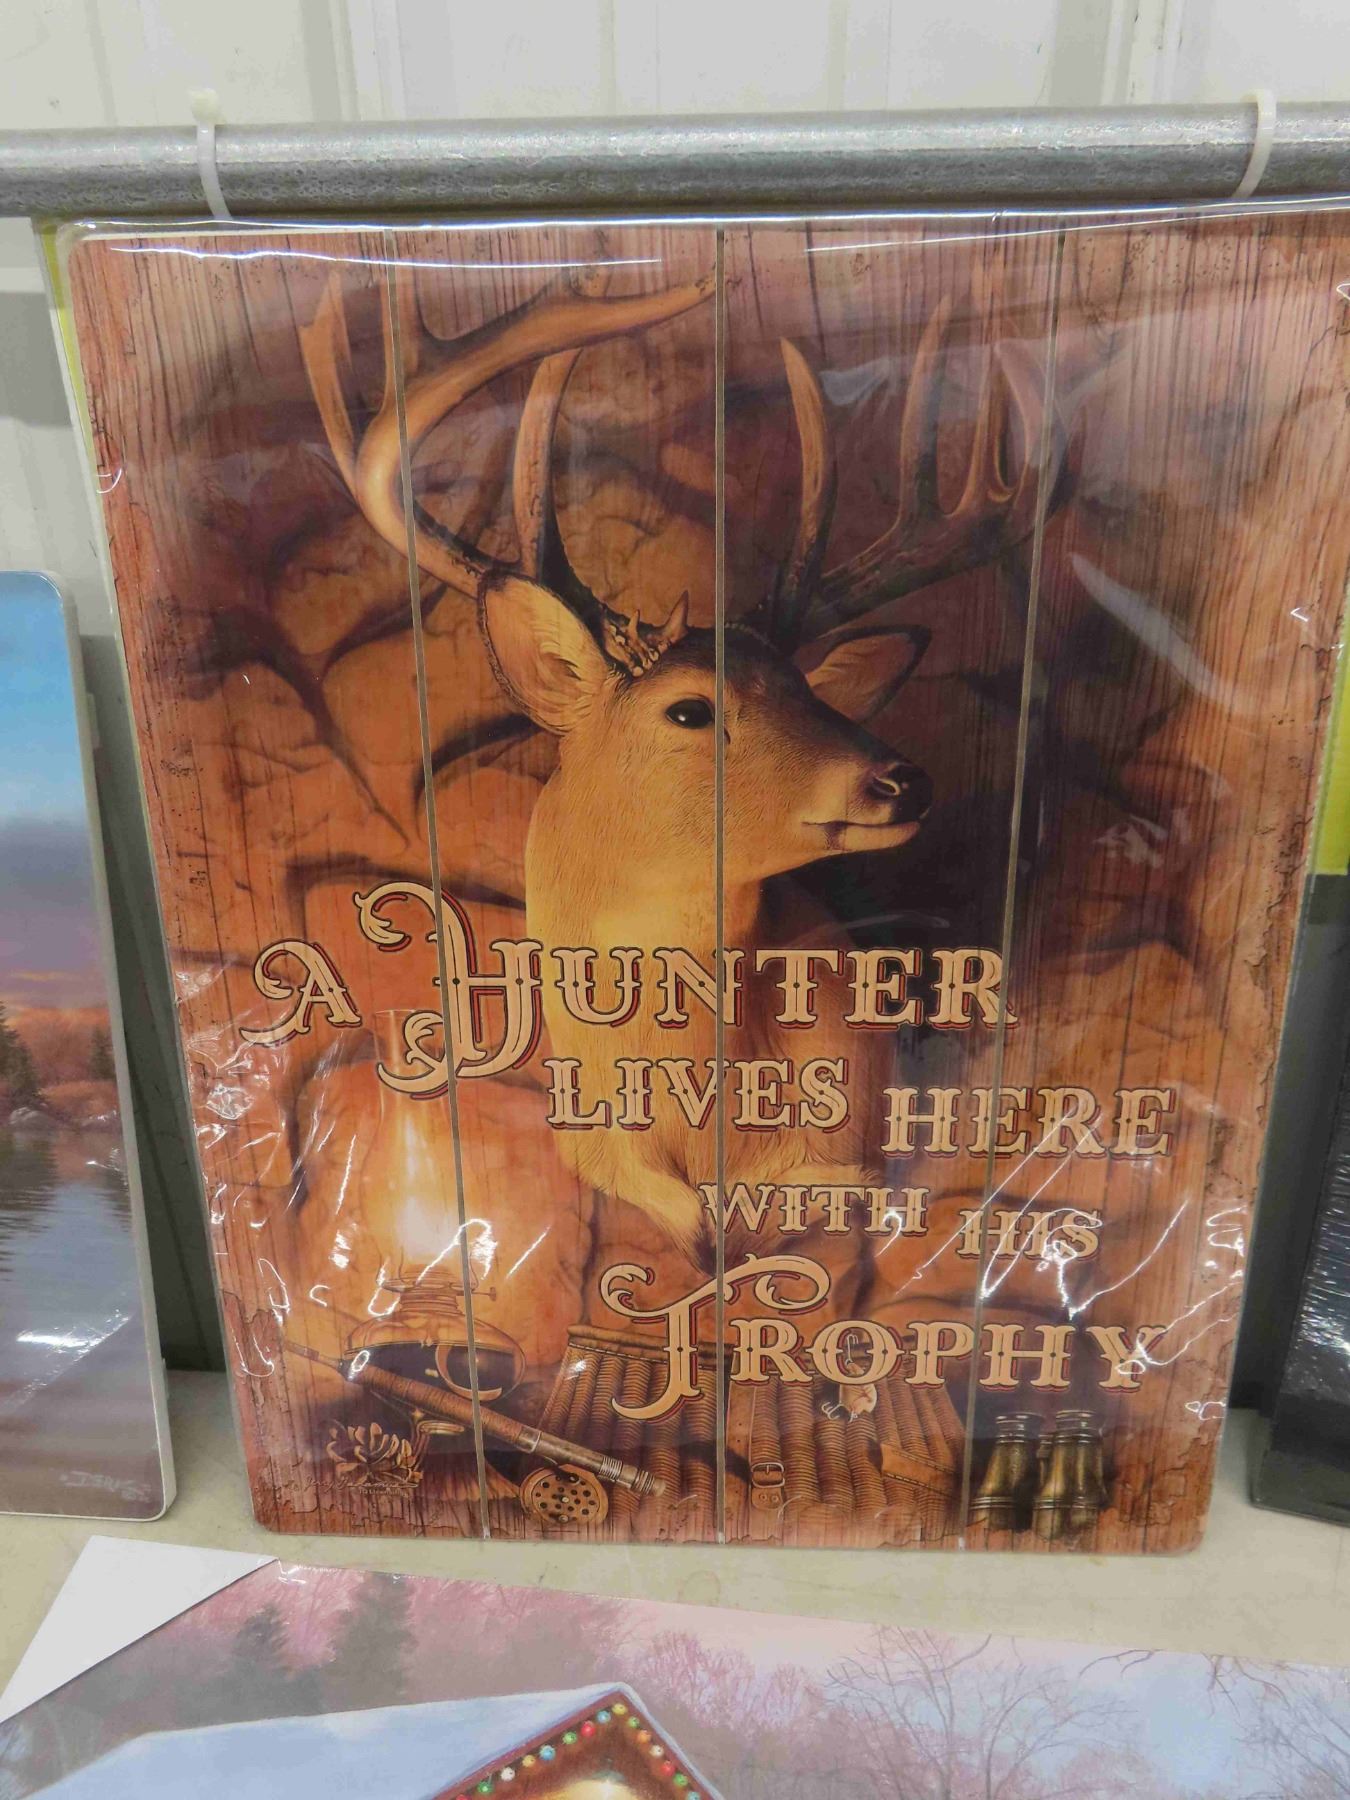 A HUNTER
LIVES HERE
WITH HIS
TROPHY